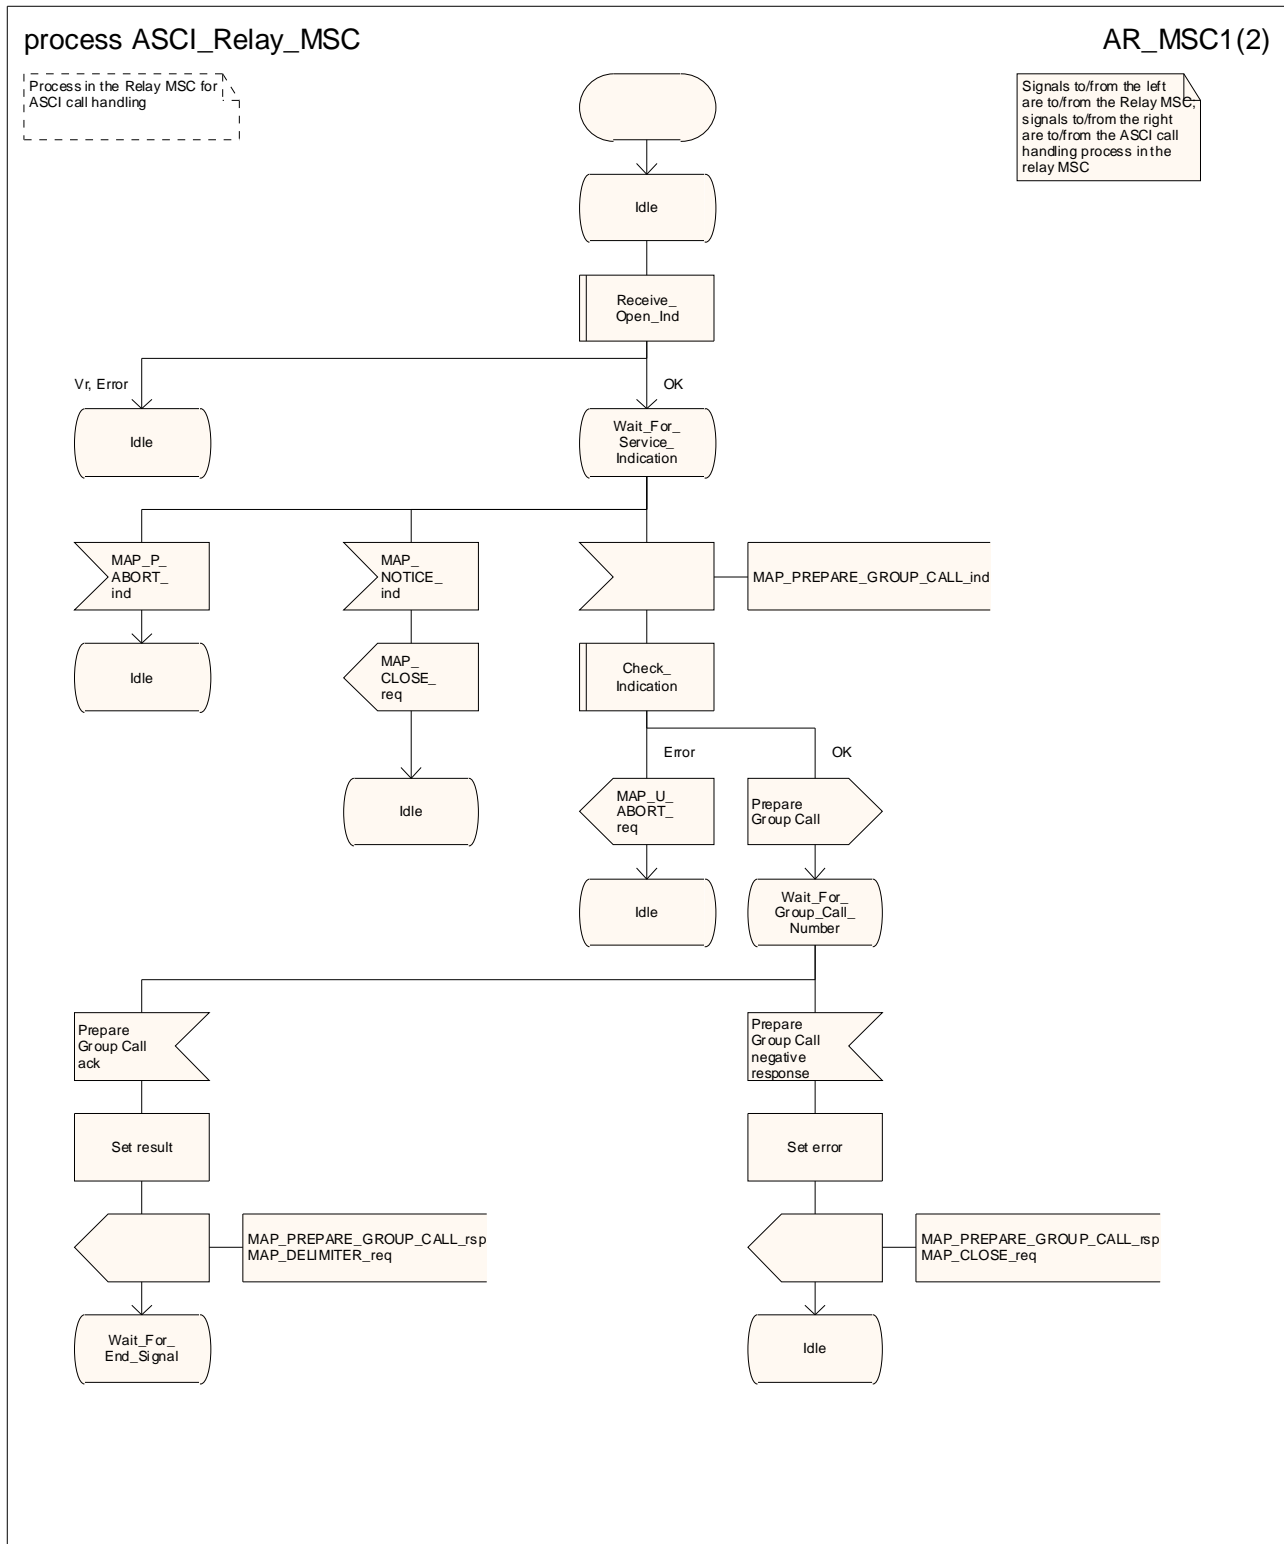 process ASCI_Relay_MSC
AR_MSC1(2)
Process in the Relay MSC for
ASCI call handling
Signals to/from the left
are to/from the Relay MSC;
signals to/from the right
are to/from the ASCI call
handling process in the
relay MSC
Idle
Receive_
Open_Ind
Vr, Error
OK
Idle
Wait_For_
Service_
Indication
MAP_P_
ABORT_
ind
MAP_
NOTICE_
ind
MAP_PREPARE_GROUP_CALL_ind
Idle
MAP_
CLOSE_
req
Check_
Indication
Error
OK
Idle
MAP_U_
ABORT_
req
Prepare
Group Call
Idle
Wait_For_
Group_Call_
Number
Prepare
Group Call
ack
Prepare
Group Call
negative
response
Set result
Set error
MAP_PREPARE_GROUP_CALL_rsp
MAP_DELIMITER_req
MAP_PREPARE_GROUP_CALL_rsp
MAP_CLOSE_req
Wait_For_
End_Signal
Idle